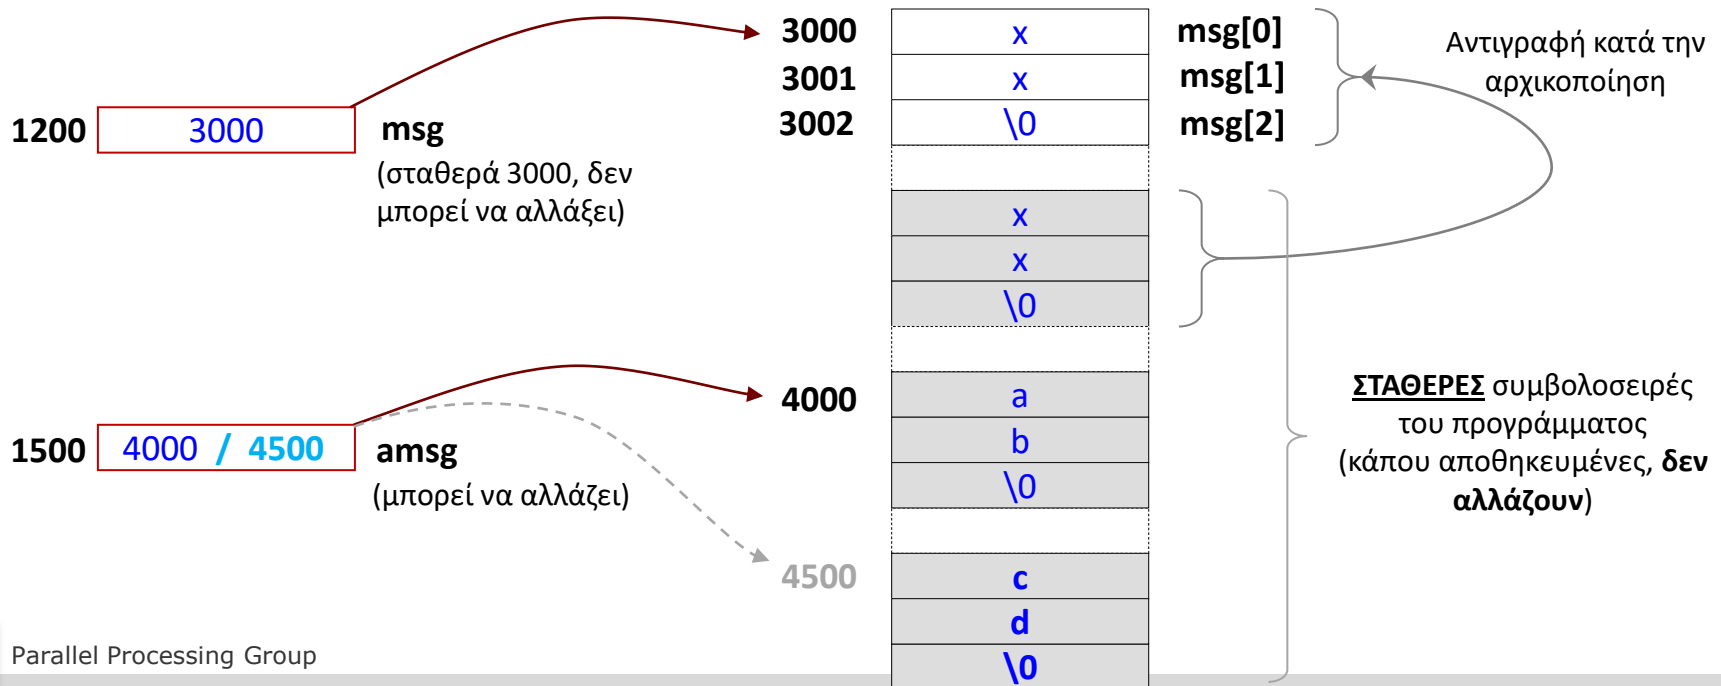 3000 x msg[0]
3001 x msg[1]
3002 \0 msg[2]
Αντιγραφή κατά την
αρχικοποίηση
1200 3000 msg
(σταθερά 3000, δεν
μπορεί να αλλάξει)
x
x
\0
4000 a
b
\0
1500 4000 / 4500 amsg
(μπορεί να αλλάζει)
ΣΤΑΘΕΡΕΣ συμβολοσειρές
του προγράμματος
(κάπου αποθηκευμένες, δεν
αλλάζουν)
4500 c
d
\0
Parallel Processing Group